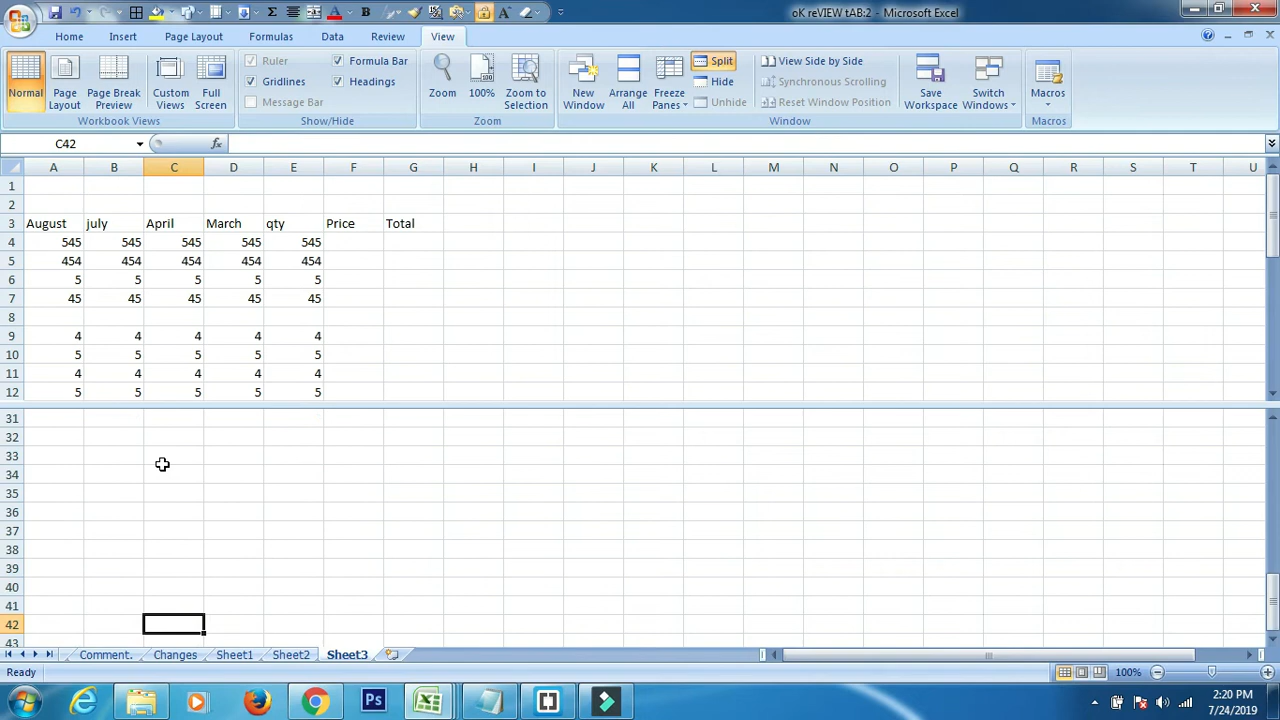 oK reVIEW tAB:2 - Microsoft Excel
Home Insert Page Layout Formulas Data Review View
Normal Page Layout Page Break Preview Custom Views Full Screen
Workbook Views
Ruler Formula Bar
Gridlines Headings
Message Bar
Show/Hide
Zoom 100% Zoom to Selection
Zoom
New Window Arrange All Freeze Panes
Split View Side by Side
Hide Synchronous Scrolling
Unhide Reset Window Position
Save Workspace Switch Windows
Window
Macros
Macros
C42 fx
A B C D E F G H I J K L M N O P Q R S T U
1
2
3 August july April March qty Price Total
4 545 545 545 545 545
5 454 454 454 454 454
6 5 5 5 5 5
7 45 45 45 45 45
8
9 4 4 4 4 4
10 5 5 5 5 5
11 4 4 4 4 4
12 5 5 5 5 5
31
32
33
34
35
36
37
38
39
40
41
42
43
Comment. Changes Sheet1 Sheet2 Sheet3
Ready 100%
Ps
2:20 PM
7/24/2019